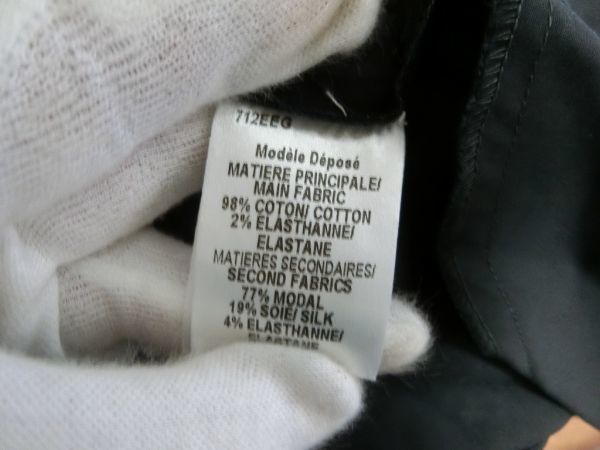 712EEG
Modèle Déposé
MATIERE PRINCIPALE/
MAIN FABRIC
98% COTON/ COTTON
2% ELASTHANNE/
ELASTANE
MATIERES SECONDAIRES/
SECOND FABRICS
77% MODAL
19% SOIE/ SILK
4% ELASTHANNE/
ELASTANE